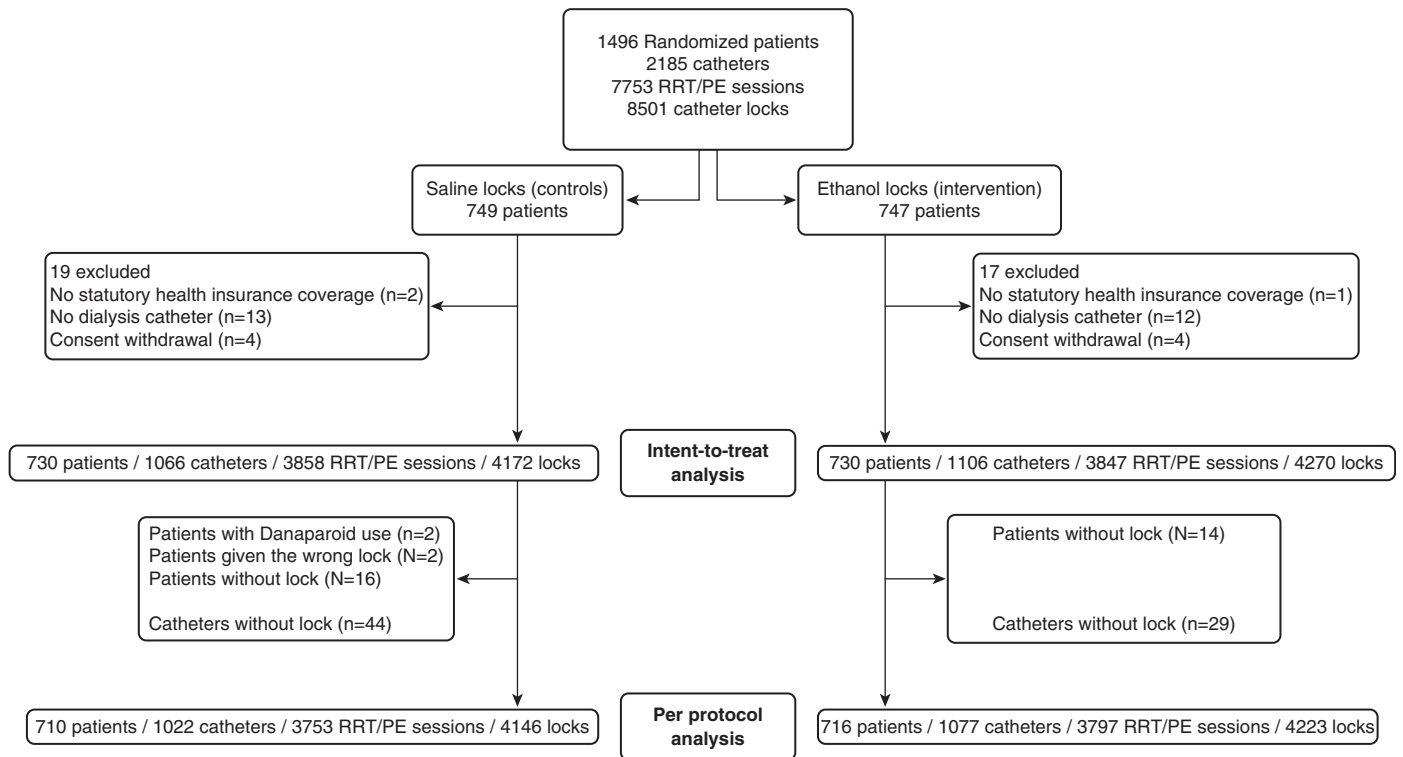 1496 Randomized patients
2185 catheters
7753 RRT/PE sessions
8501 catheter locks
Saline locks (controls)
749 patients
Ethanol locks (intervention)
747 patients
19 excluded
No statutory health insurance coverage (n=2)
No dialysis catheter (n=13)
Consent withdrawal (n=4)
17 excluded
No statutory health insurance coverage (n=1)
No dialysis catheter (n=12)
Consent withdrawal (n=4)
730 patients / 1066 catheters / 3858 RRT/PE sessions / 4172 locks
Intent-to-treat
analysis
730 patients / 1106 catheters / 3847 RRT/PE sessions / 4270 locks
Patients with Danaparoid use (n=2)
Patients given the wrong lock (N=2)
Patients without lock (N=16)
Catheters without lock (n=44)
Patients without lock (N=14)
Catheters without lock (n=29)
710 patients / 1022 catheters / 3753 RRT/PE sessions / 4146 locks
Per protocol
analysis
716 patients / 1077 catheters / 3797 RRT/PE sessions / 4223 locks